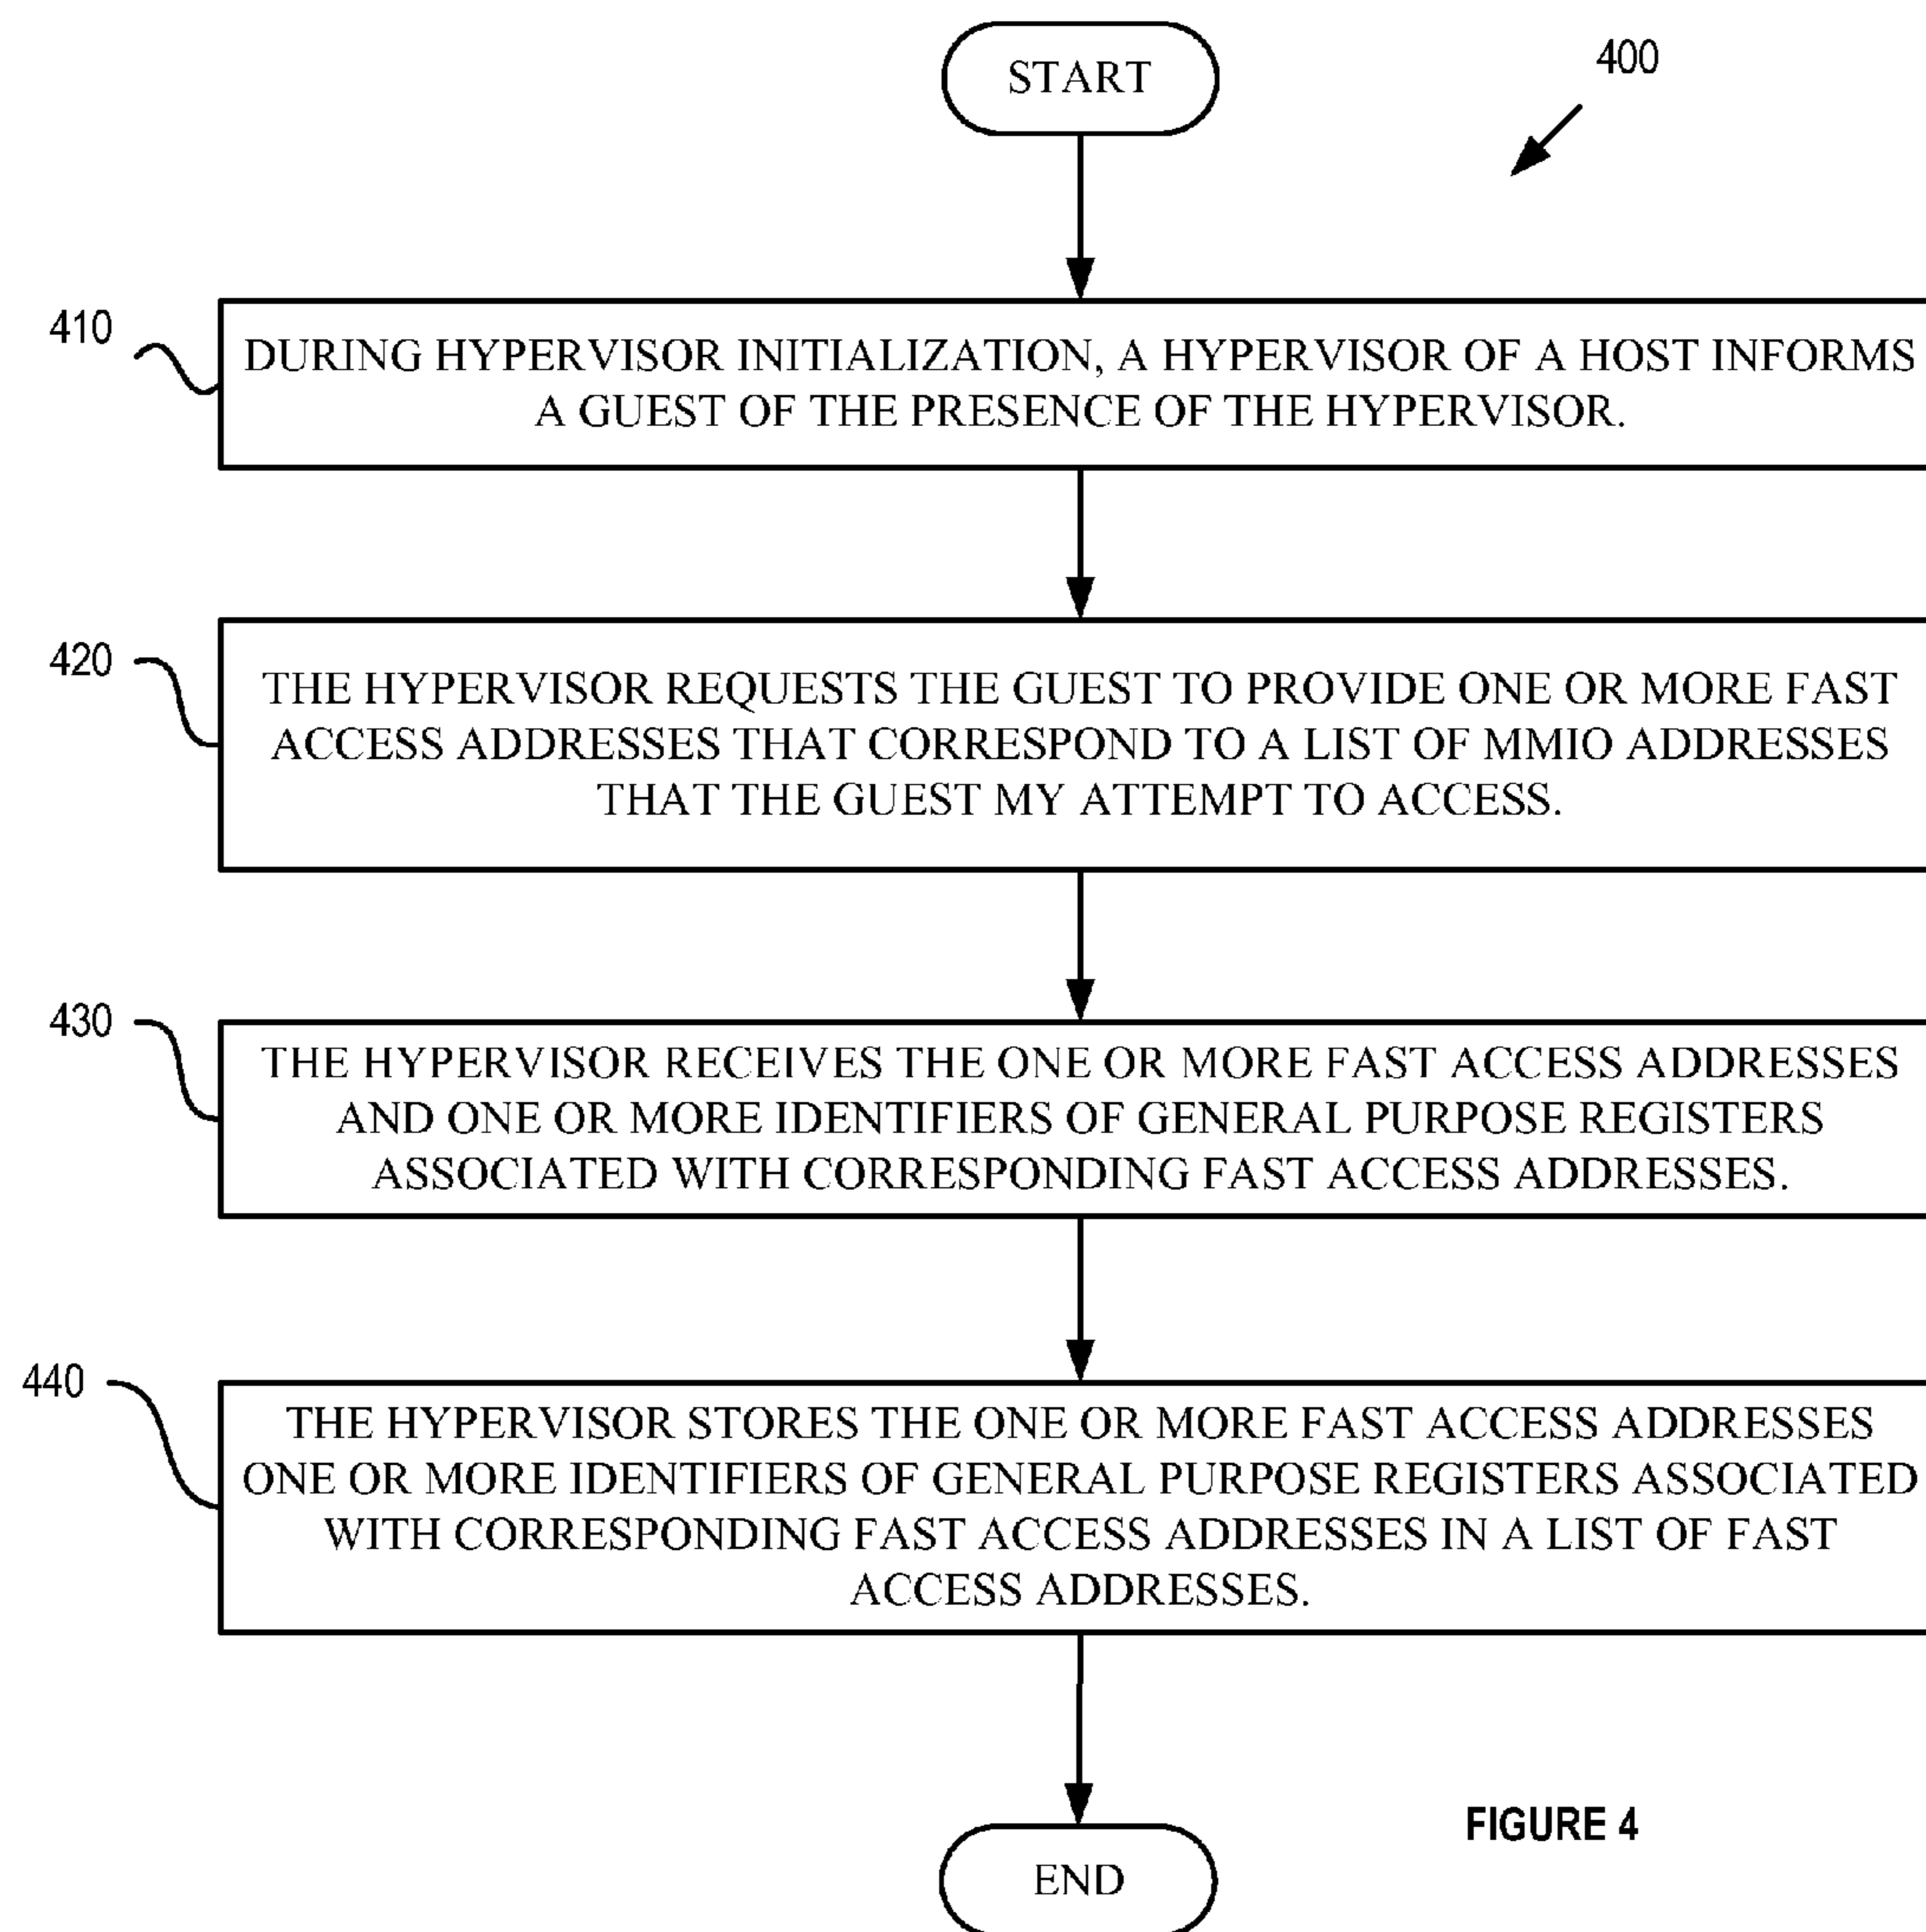 START
400
410
DURING HYPERVISOR INITIALIZATION, A HYPERVISOR OF A HOST INFORMS
A GUEST OF THE PRESENCE OF THE HYPERVISOR.
420
THE HYPERVISOR REQUESTS THE GUEST TO PROVIDE ONE OR MORE FAST
ACCESS ADDRESSES THAT CORRESPOND TO A LIST OF MMIO ADDRESSES
THAT THE GUEST MY ATTEMPT TO ACCESS.
430
THE HYPERVISOR RECEIVES THE ONE OR MORE FAST ACCESS ADDRESSES
AND ONE OR MORE IDENTIFIERS OF GENERAL PURPOSE REGISTERS
ASSOCIATED WITH CORRESPONDING FAST ACCESS ADDRESSES.
440
THE HYPERVISOR STORES THE ONE OR MORE FAST ACCESS ADDRESSES
ONE OR MORE IDENTIFIERS OF GENERAL PURPOSE REGISTERS ASSOCIATED
WITH CORRESPONDING FAST ACCESS ADDRESSES IN A LIST OF FAST
ACCESS ADDRESSES.
FIGURE 4
END